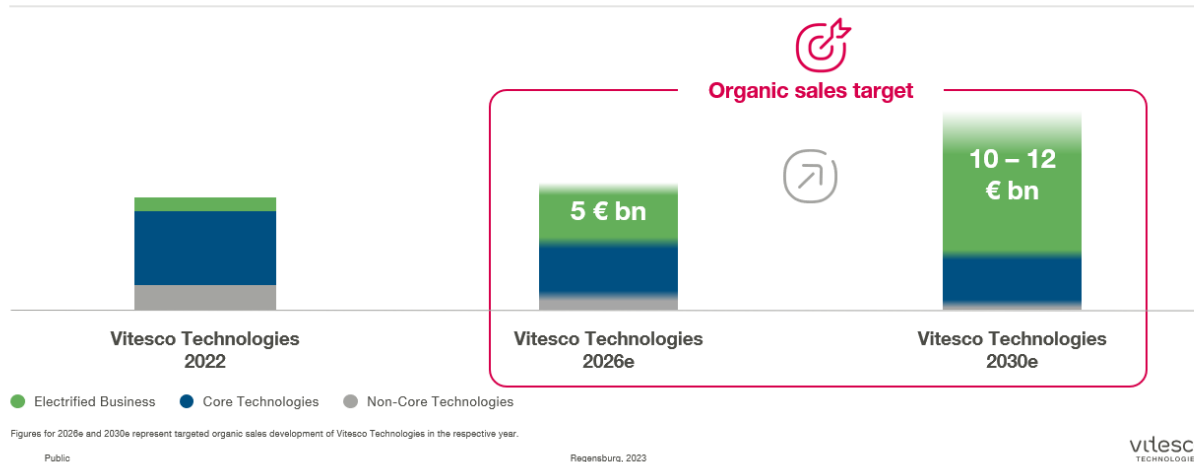 Organic sales target
5 € bn
10 – 12
€ bn
Vitesco Technologies
2022
Vitesco Technologies
2026e
Vitesco Technologies
2030e
Electrified Business Core Technologies Non-Core Technologies
Figures for 2026e and 2030e represent targeted organic sales development of Vitesco Technologies in the respective year.
Public Regensburg, 2023
vitesc
TECHNOLOGIE